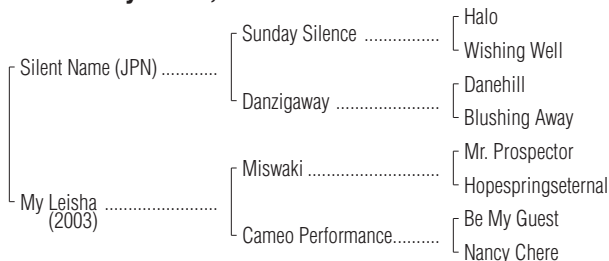 Halo
Sunday Silence ................
Wishing Well
Silent Name (JPN) ............
Danehill
Danzigaway ......................
Blushing Away
Mr. Prospector
Miswaki ............................
Hopespringseternal
My Leisha ........................
(2003)
Be My Guest
Cameo Performance..........
Nancy Chere